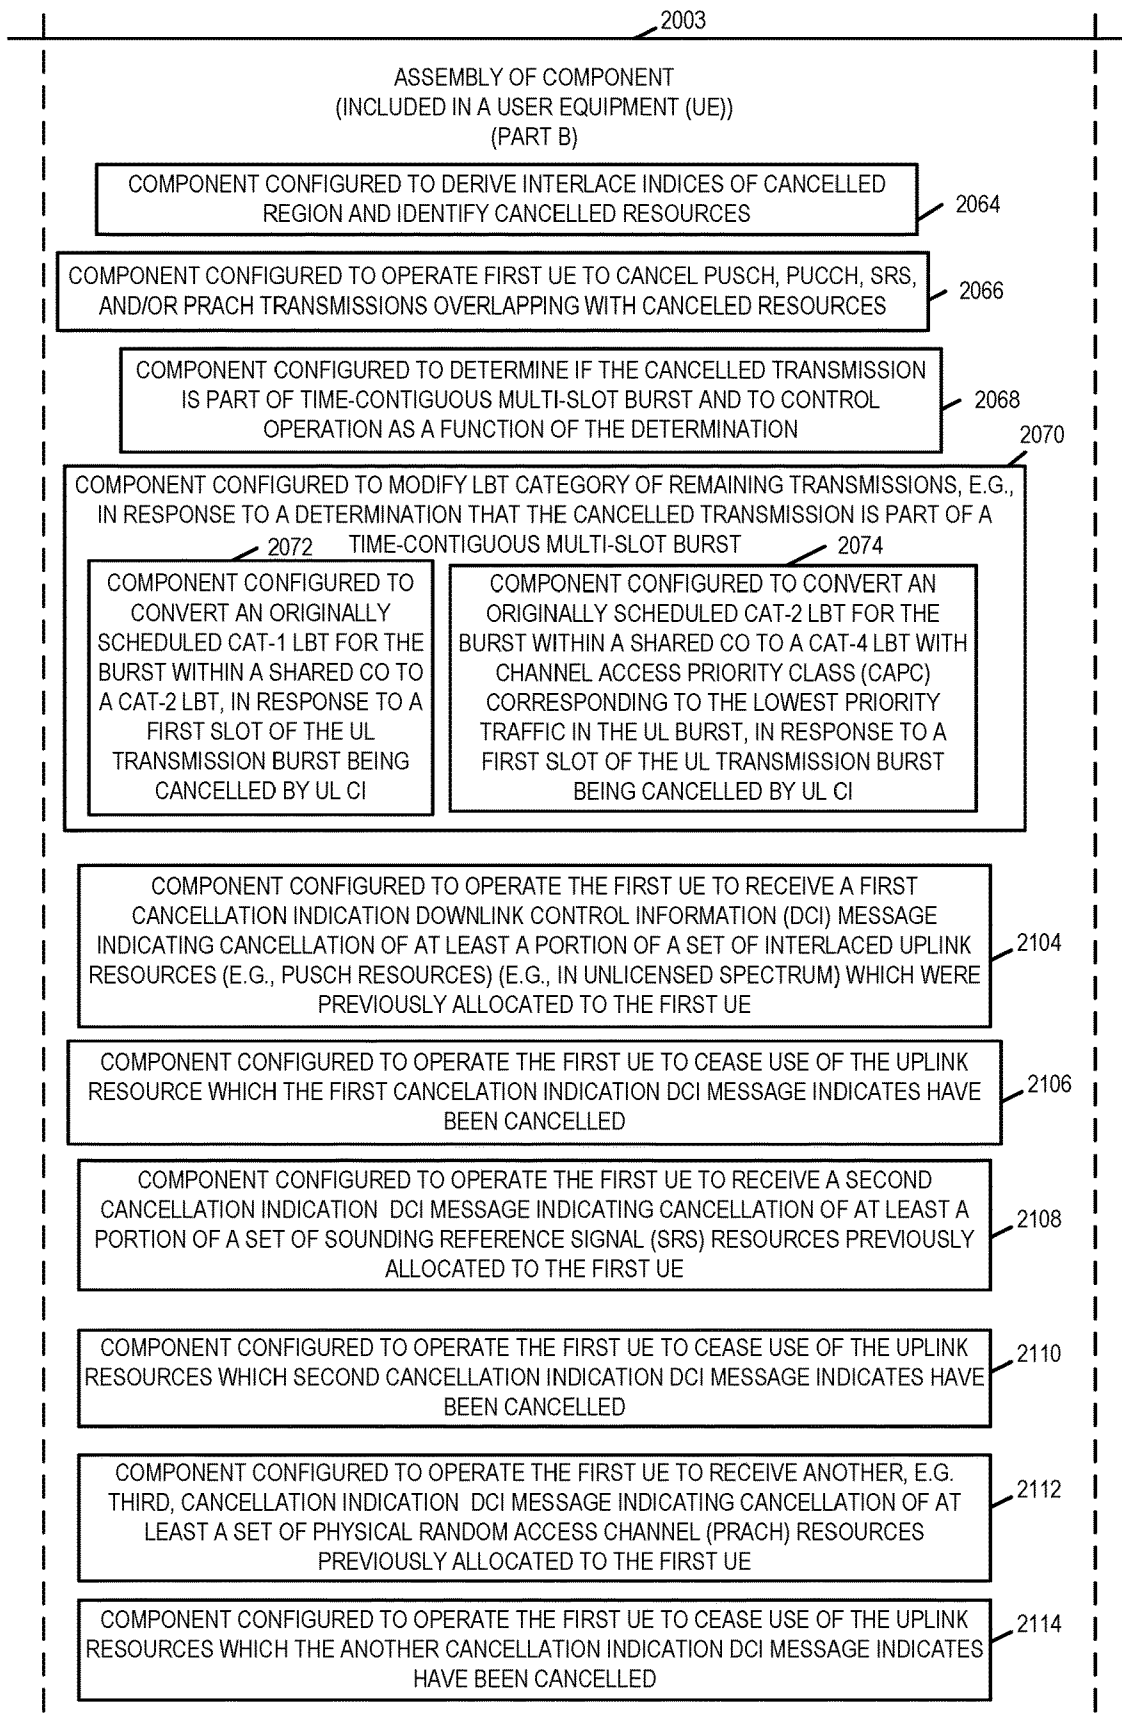 2003
ASSEMBLY OF COMPONENT
(INCLUDED IN A USER EQUIPMENT (UE))
(PART B)
COMPONENT CONFIGURED TO DERIVE INTERLACE INDICES OF CANCELLED
REGION AND IDENTIFY CANCELLED RESOURCES
2064
COMPONENT CONFIGURED TO OPERATE FIRST UE TO CANCEL PUSCH, PUCCH, SRS,
AND/OR PRACH TRANSMISSIONS OVERLAPPING WITH CANCELED RESOURCES
2066
COMPONENT CONFIGURED TO DETERMINE IF THE CANCELLED TRANSMISSION
IS PART OF TIME-CONTIGUOUS MULTI-SLOT BURST AND TO CONTROL
OPERATION AS A FUNCTION OF THE DETERMINATION
2068
2070
COMPONENT CONFIGURED TO MODIFY LBT CATEGORY OF REMAINING TRANSMISSIONS, E.G.,
IN RESPONSE TO A DETERMINATION THAT THE CANCELLED TRANSMISSION IS PART OF A
TIME-CONTIGUOUS MULTI-SLOT BURST
2072
COMPONENT CONFIGURED TO
CONVERT AN ORIGINALLY
SCHEDULED CAT-1 LBT FOR THE
BURST WITHIN A SHARED CO TO
A CAT-2 LBT, IN RESPONSE TO A
FIRST SLOT OF THE UL
TRANSMISSION BURST BEING
CANCELLED BY UL CI
2074
COMPONENT CONFIGURED TO CONVERT AN
ORIGINALLY SCHEDULED CAT-2 LBT FOR THE
BURST WITHIN A SHARED CO TO A CAT-4 LBT WITH
CHANNEL ACCESS PRIORITY CLASS (CAPC)
CORRESPONDING TO THE LOWEST PRIORITY
TRAFFIC IN THE UL BURST, IN RESPONSE TO A
FIRST SLOT OF THE UL TRANSMISSION BURST
BEING CANCELLED BY UL CI
COMPONENT CONFIGURED TO OPERATE THE FIRST UE TO RECEIVE A FIRST
CANCELLATION INDICATION DOWNLINK CONTROL INFORMATION (DCI) MESSAGE
INDICATING CANCELLATION OF AT LEAST A PORTION OF A SET OF INTERLACED UPLINK
RESOURCES (E.G., PUSCH RESOURCES) (E.G., IN UNLICENSED SPECTRUM) WHICH WERE
PREVIOUSLY ALLOCATED TO THE FIRST UE
2104
COMPONENT CONFIGURED TO OPERATE THE FIRST UE TO CEASE USE OF THE UPLINK
RESOURCE WHICH THE FIRST CANCELATION INDICATION DCI MESSAGE INDICATES HAVE
BEEN CANCELLED
2106
COMPONENT CONFIGURED TO OPERATE THE FIRST UE TO RECEIVE A SECOND
CANCELLATION INDICATION DCI MESSAGE INDICATING CANCELLATION OF AT LEAST A
PORTION OF A SET OF SOUNDING REFERENCE SIGNAL (SRS) RESOURCES PREVIOUSLY
ALLOCATED TO THE FIRST UE
2108
COMPONENT CONFIGURED TO OPERATE THE FIRST UE TO CEASE USE OF THE UPLINK
RESOURCES WHICH SECOND CANCELLATION INDICATION DCI MESSAGE INDICATES HAVE
BEEN CANCELLED
2110
COMPONENT CONFIGURED TO OPERATE THE FIRST UE TO RECEIVE ANOTHER, E.G.
THIRD, CANCELLATION INDICATION DCI MESSAGE INDICATING CANCELLATION OF AT
LEAST A SET OF PHYSICAL RANDOM ACCESS CHANNEL (PRACH) RESOURCES
PREVIOUSLY ALLOCATED TO THE FIRST UE
2112
COMPONENT CONFIGURED TO OPERATE THE FIRST UE TO CEASE USE OF THE UPLINK
RESOURCES WHICH THE ANOTHER CANCELLATION INDICATION DCI MESSAGE INDICATES
HAVE BEEN CANCELLED
2114